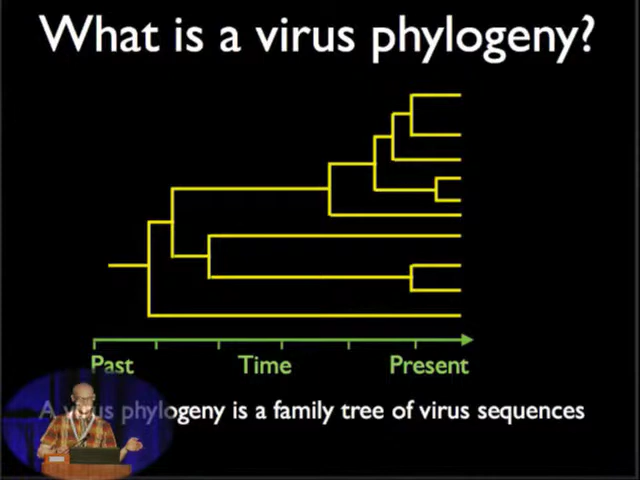 What is a virus phylogeny?
Past Time Present
A virus phylogeny is a family tree of virus sequences